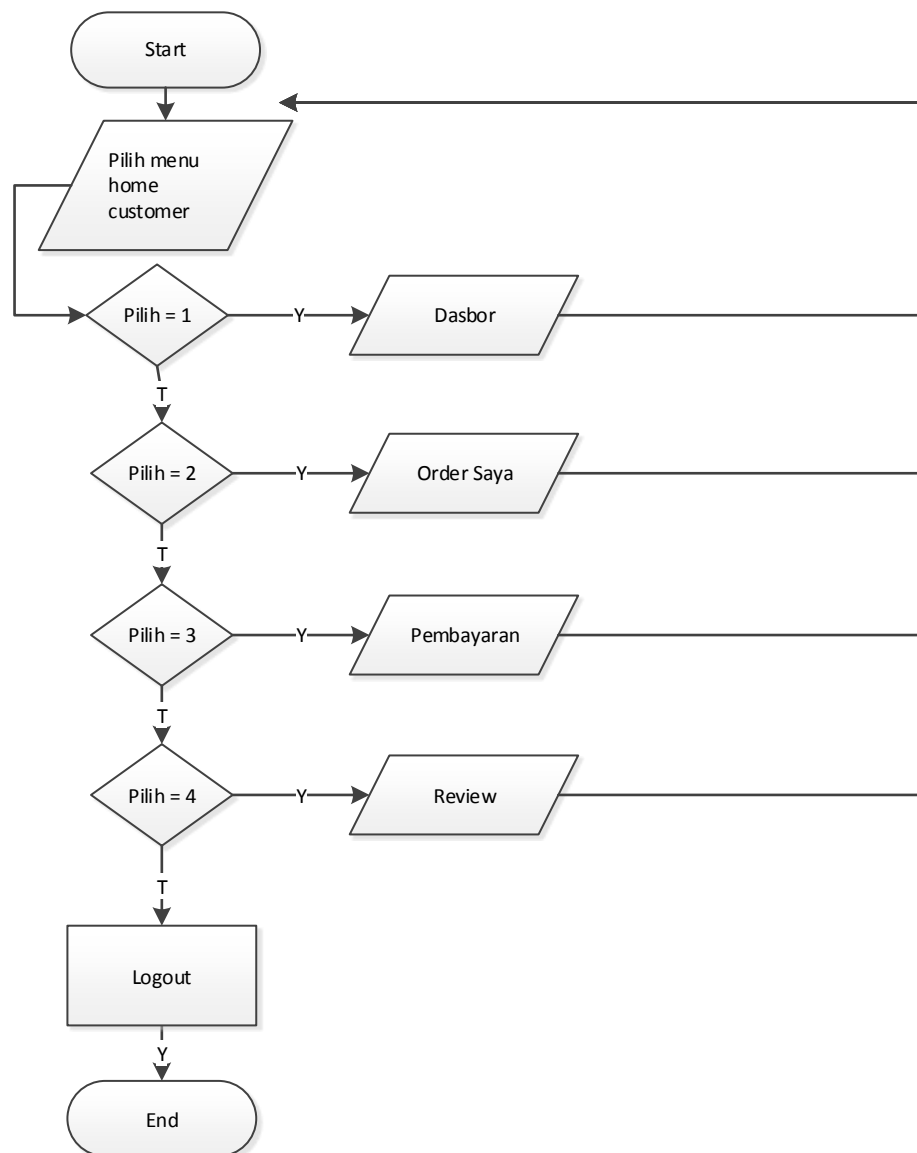 Start
Pilih menu
home
customer
Pilih = 1
Y
Dasbor
T
Pilih = 2
Y
Order Saya
T
Pilih = 3
Y
Pembayaran
T
Pilih = 4
Y
Review
T
Logout
Y
End